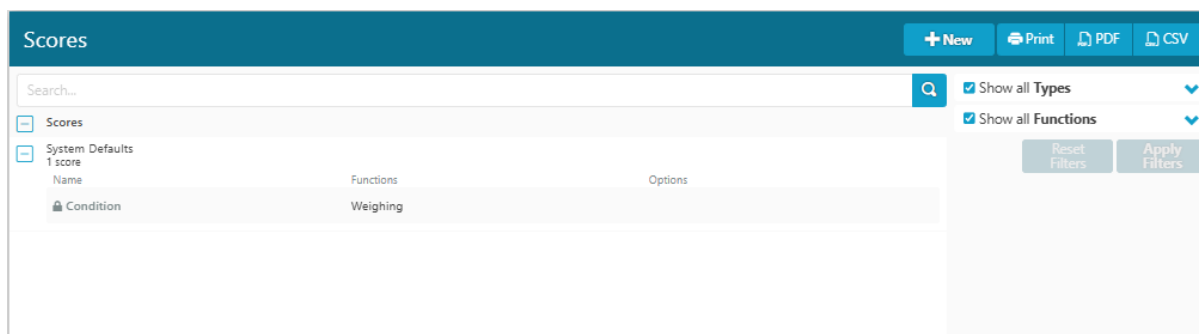 Scores
New
Print
PDF
CSV
Search...
Show all Types
Show all Functions
Reset Filters
Apply Filters
Scores
System Defaults
1 score
Name Functions Options
Condition Weighing